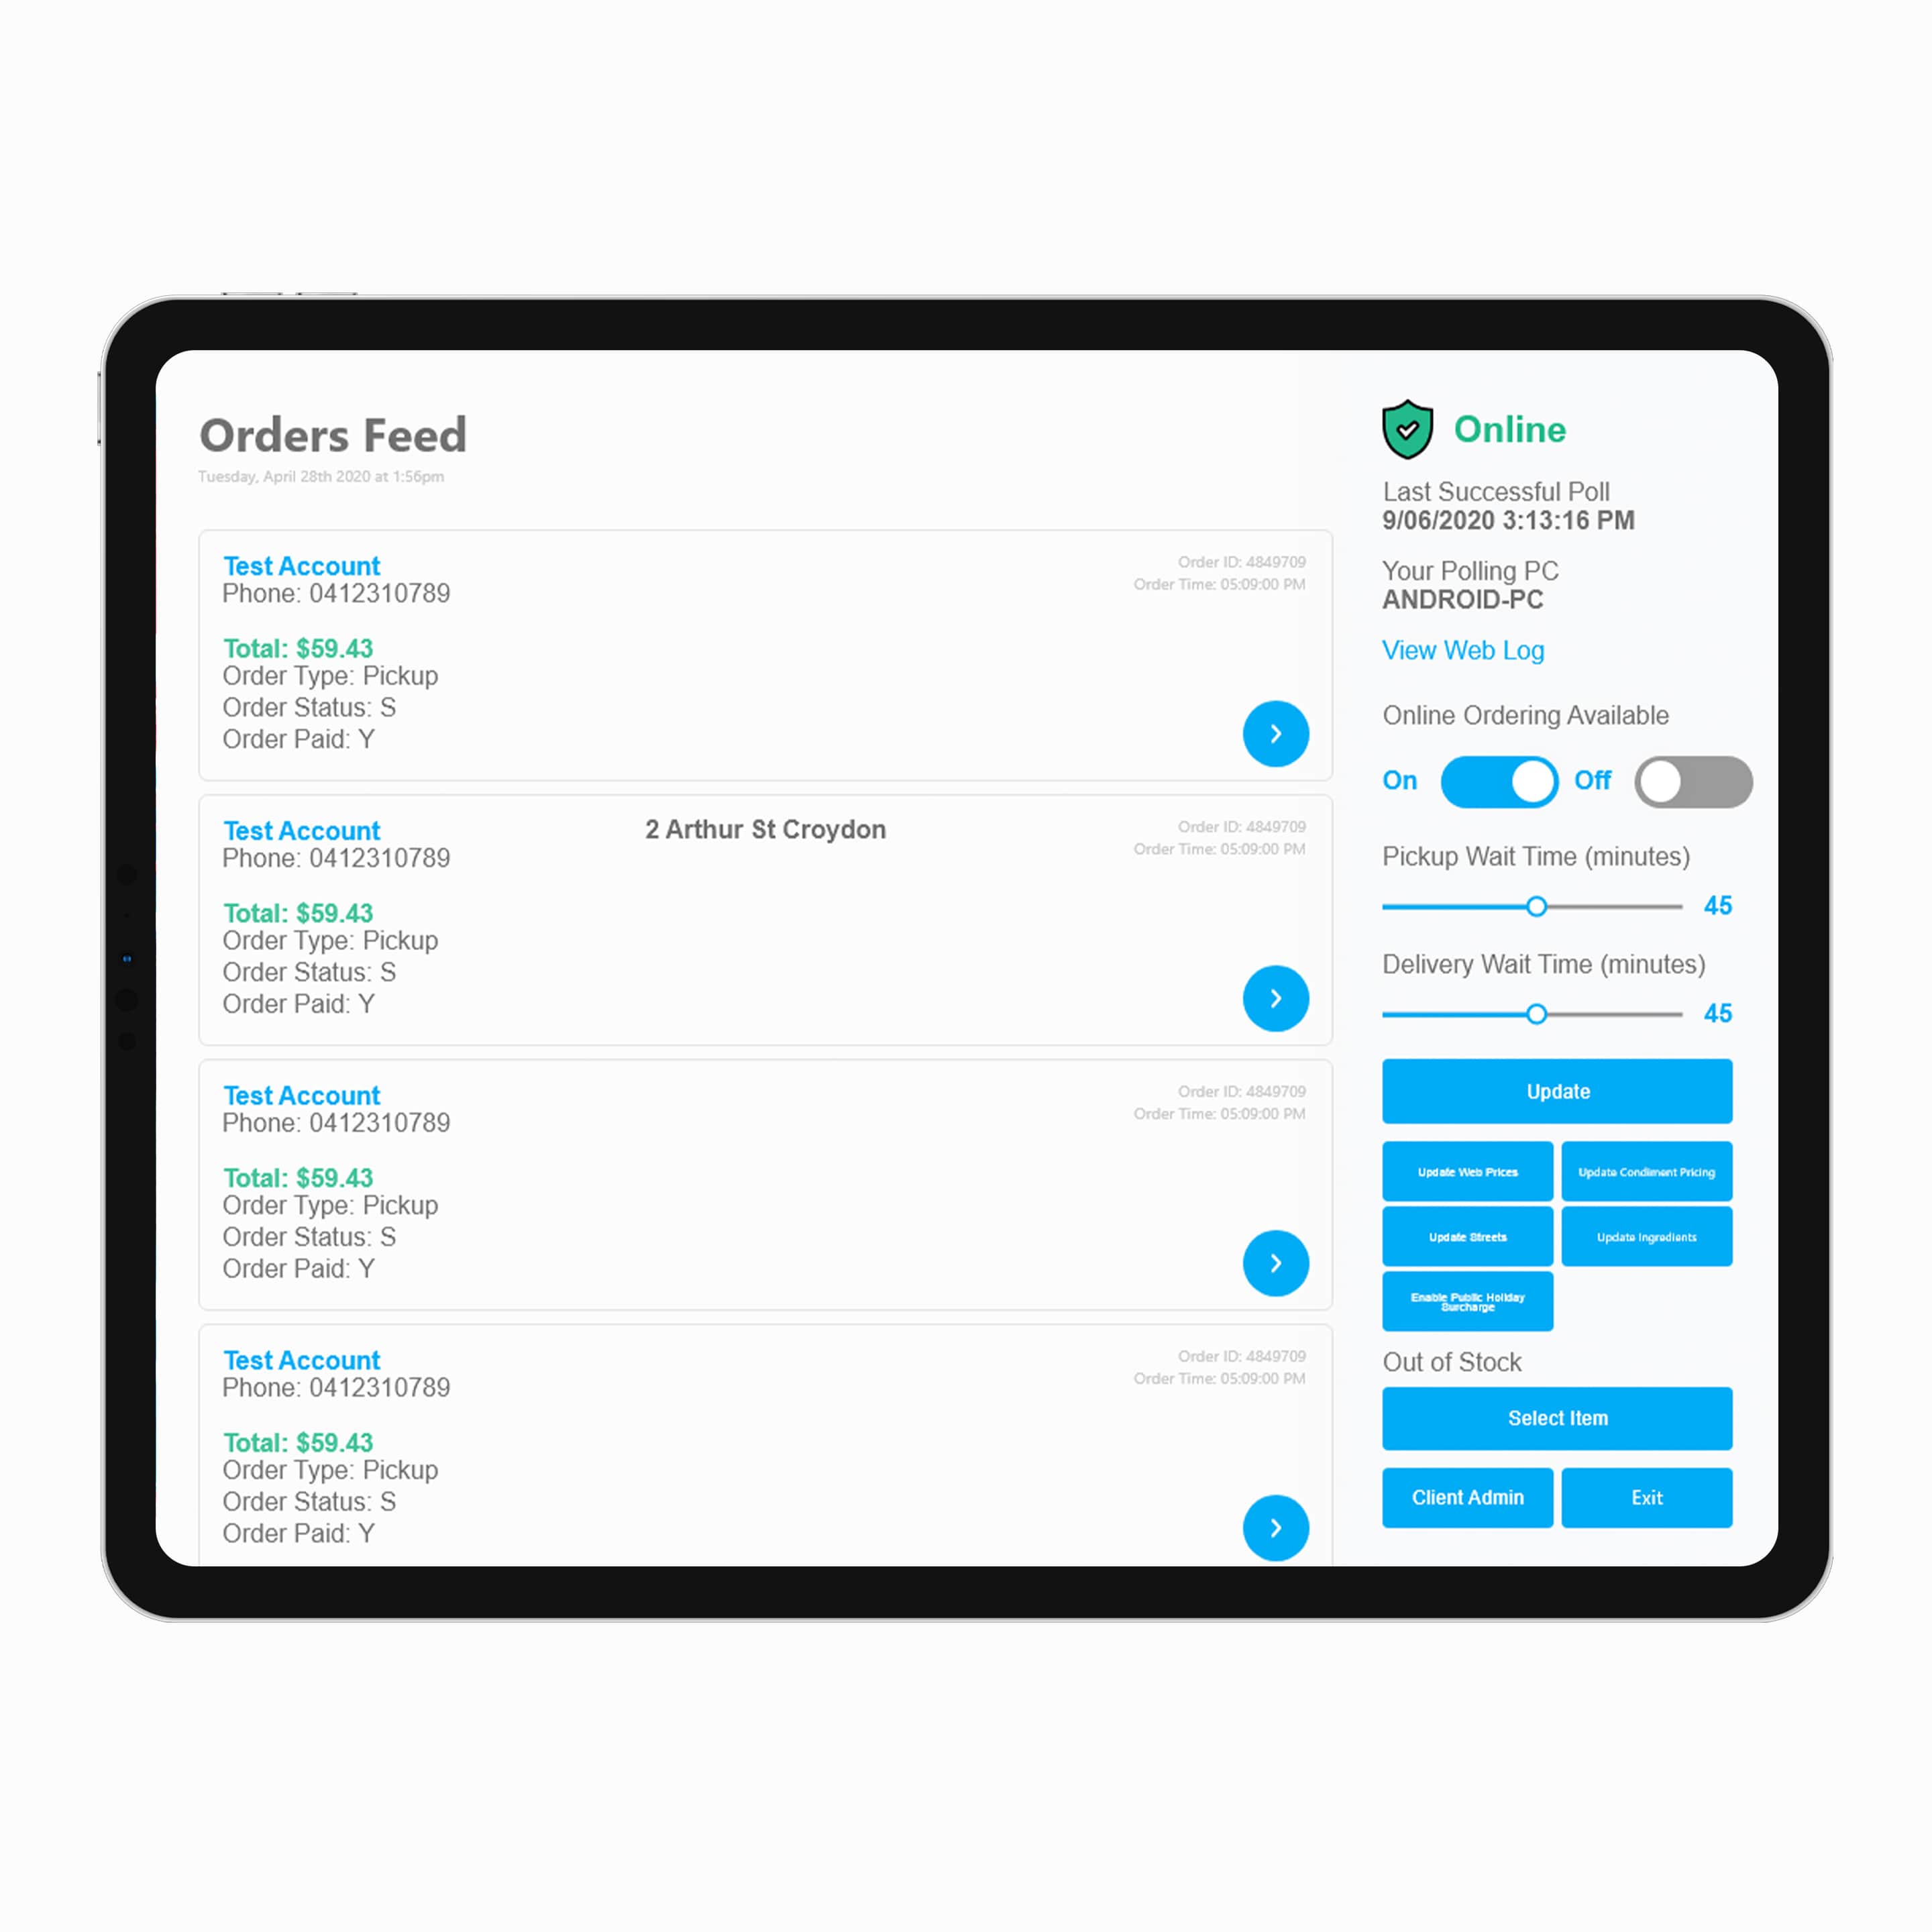 Orders Feed
Tuesday, April 28th 2020 at 1:56pm
Test Account
Phone: 0412310789
Order ID: 4849709
Order Time: 05:09:00 PM
Total: $59.43
Order Type: Pickup
Order Status: S
Order Paid: Y
Test Account
Phone: 0412310789
2 Arthur St Croydon
Order ID: 4849709
Order Time: 05:09:00 PM
Total: $59.43
Order Type: Pickup
Order Status: S
Order Paid: Y
Test Account
Phone: 0412310789
Order ID: 4849709
Order Time: 05:09:00 PM
Total: $59.43
Order Type: Pickup
Order Status: S
Order Paid: Y
Test Account
Phone: 0412310789
Order ID: 4849709
Order Time: 05:09:00 PM
Total: $59.43
Order Type: Pickup
Order Status: S
Order Paid: Y
Online
Last Successful Poll
9/06/2020 3:13:16 PM
Your Polling PC
ANDROID-PC
View Web Log
Online Ordering Available
On Off
Pickup Wait Time (minutes)
45
Delivery Wait Time (minutes)
45
Update
Update Web Prices
Update Condiment Pricing
Update Streets
Update Ingredients
Enable Public Holiday
Surcharge
Out of Stock
Select Item
Client Admin
Exit